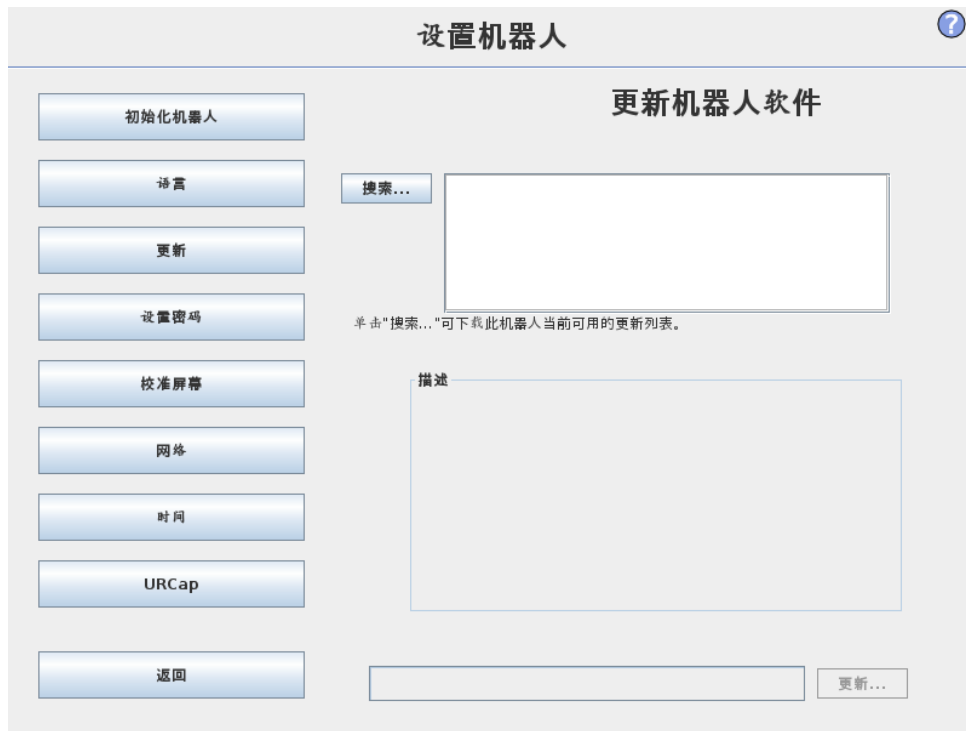 设置机器人
?
更新机器人软件
初始化机器人
语言
更新
设置密码
校准屏幕
网络
时间
URCap
返回
搜索...
单击"搜索..."可下载此机器人当前可用的更新列表。
描述
更新...